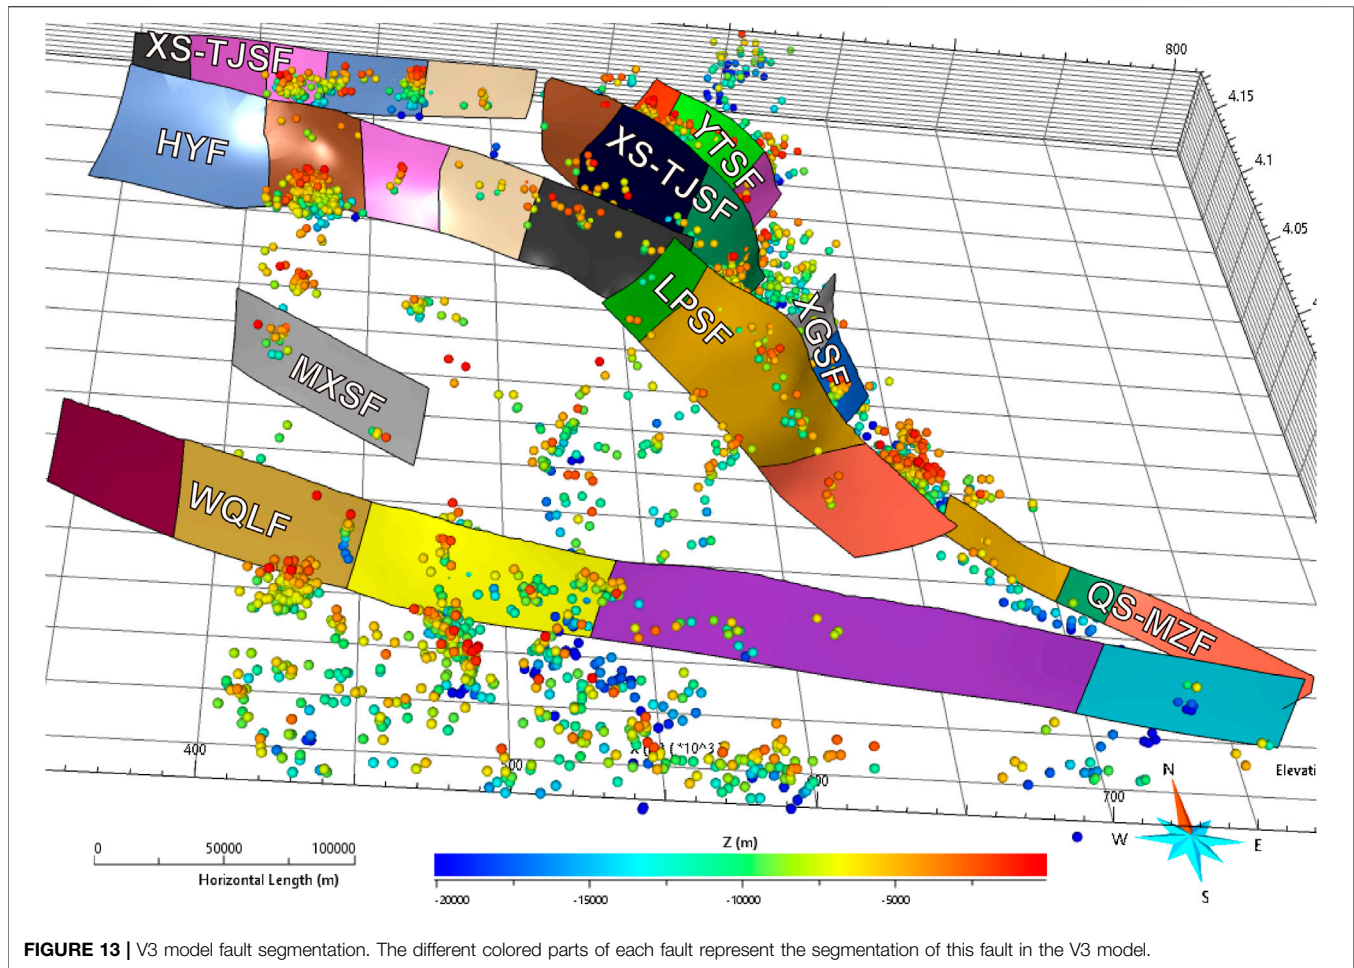 800
XS-TJSF
4.15
YTSF
HYF
XS-TJSF
4.1
4.05
LPSF
XGSF
MXSF
WQLF
QS-MZF
400
700
Elevati
N
W
E
S
0 50000 100000
Horizontal Length (m)
Z (m)
-20000 -15000 -10000 -5000
FIGURE 13 | V3 model fault segmentation. The different colored parts of each fault represent the segmentation of this fault in the V3 model.